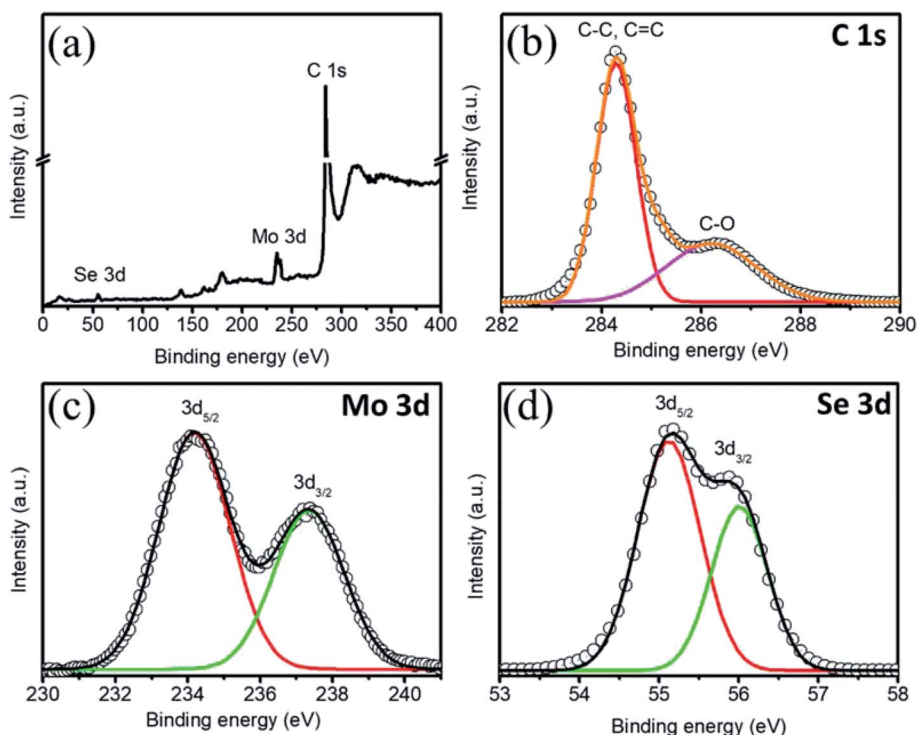 (a)
C 1s
Mo 3d
Se 3d
Intensity (a.u.)
0 50 100 150 200 250 300 350 400
Binding energy (eV)
(b)
C-C, C=C
C 1s
C-O
Intensity (a.u.)
282 284 286 288 290
Binding energy (eV)
(c)
Mo 3d
3d5/2
3d3/2
Intensity (a.u.)
230 232 234 236 238 240
Binding energy (eV)
(d)
Se 3d
3d5/2
3d3/2
Intensity (a.u.)
53 54 55 56 57 58
Binding energy (eV)